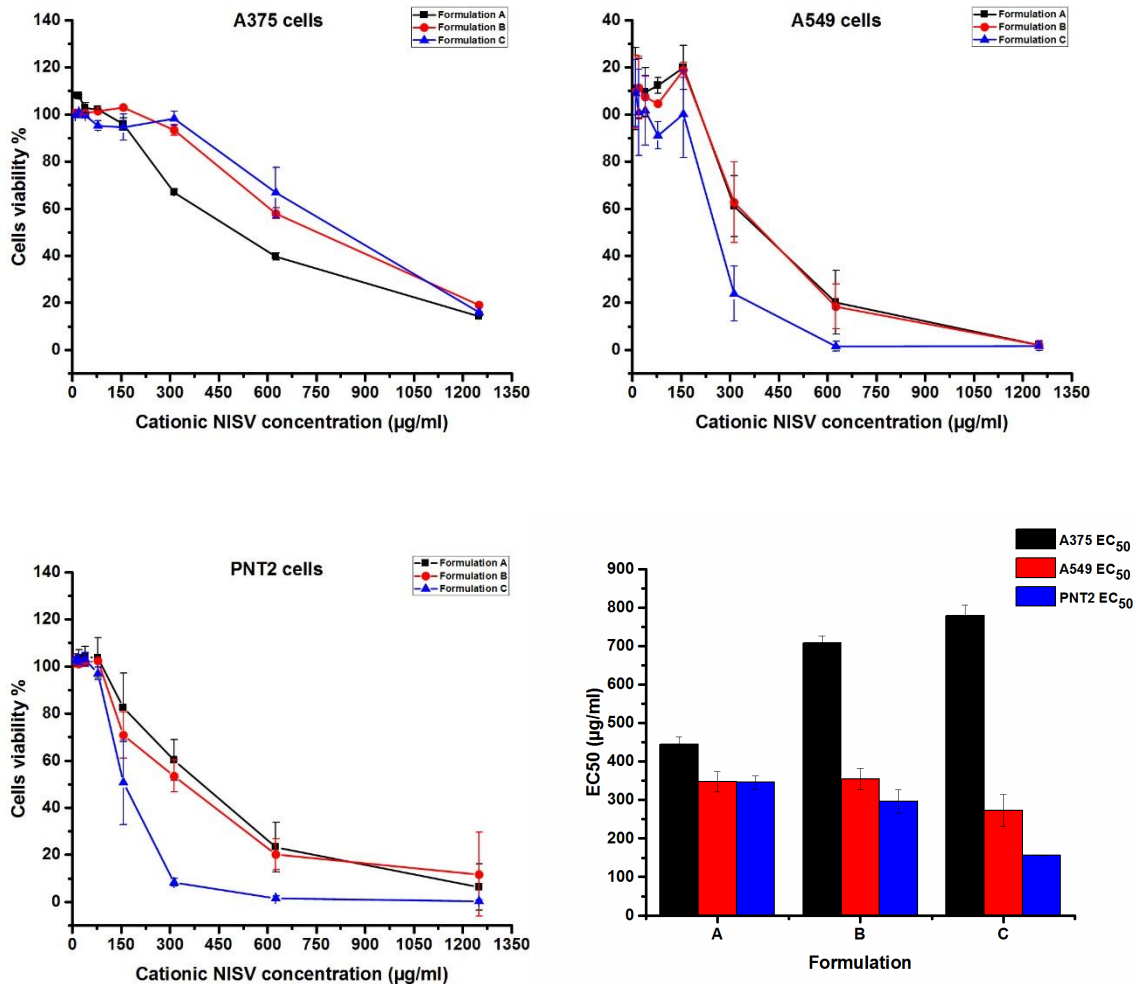 A375 cells
Formulation A
Formulation B
Formulation C
140
120
100
80
60
40
20
0
Cells viability %
0 150 300 450 600 750 900 1050 1200 1350
Cationic NISV concentration (µg/ml)
A549 cells
Formulation A
Formulation B
Formulation C
140
120
100
80
60
40
20
0
0 150 300 450 600 750 900 1050 1200 1350
Cationic NISV concentration (µg/ml)
PNT2 cells
Formulation A
Formulation B
Formulation C
140
120
100
80
60
40
20
0
Cells viability %
0 150 300 450 600 750 900 1050 1200 1350
Cationic NISV concentration (µg/ml)
A375 EC50
A549 EC50
PNT2 EC50
900
800
700
600
500
400
300
200
100
0
EC50 (µg/ml)
A B C
Formulation